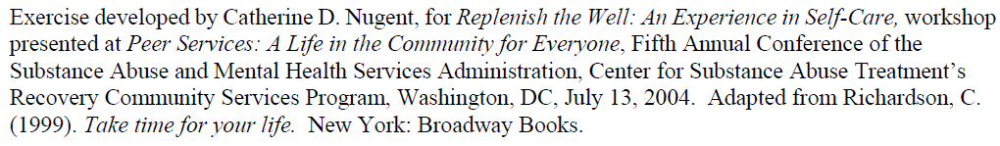 Exercise developed by Catherine D. Nugent, for Replenish the Well: An Experience in Self-Care, workshop
presented at Peer Services: A Life in the Community for Everyone, Fifth Annual Conference of the
Substance Abuse and Mental Health Services Administration, Center for Substance Abuse Treatment’s
Recovery Community Services Program, Washington, DC, July 13, 2004.  Adapted from Richardson, C.
(1999). Take time for your life.  New York: Broadway Books.